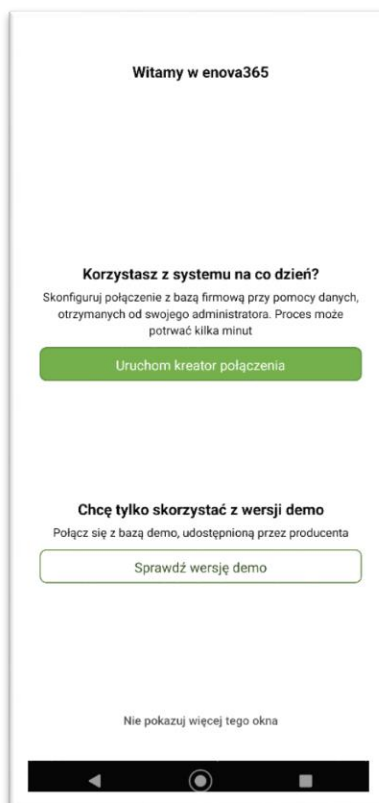 Witamy w enova365
Korzystasz z systemu na co dzień?
Skonfiguruj połączenie z bazą firmową przy pomocy danych,
otrzymanych od swojego administratora. Proces może
potrwać kilka minut
Uruchom kreator połączenia
Chcę tylko skorzystać z wersji demo
Połącz się z bazą demo, udostępnioną przez producenta
Sprawdź wersję demo
Nie pokazuj więcej tego okna